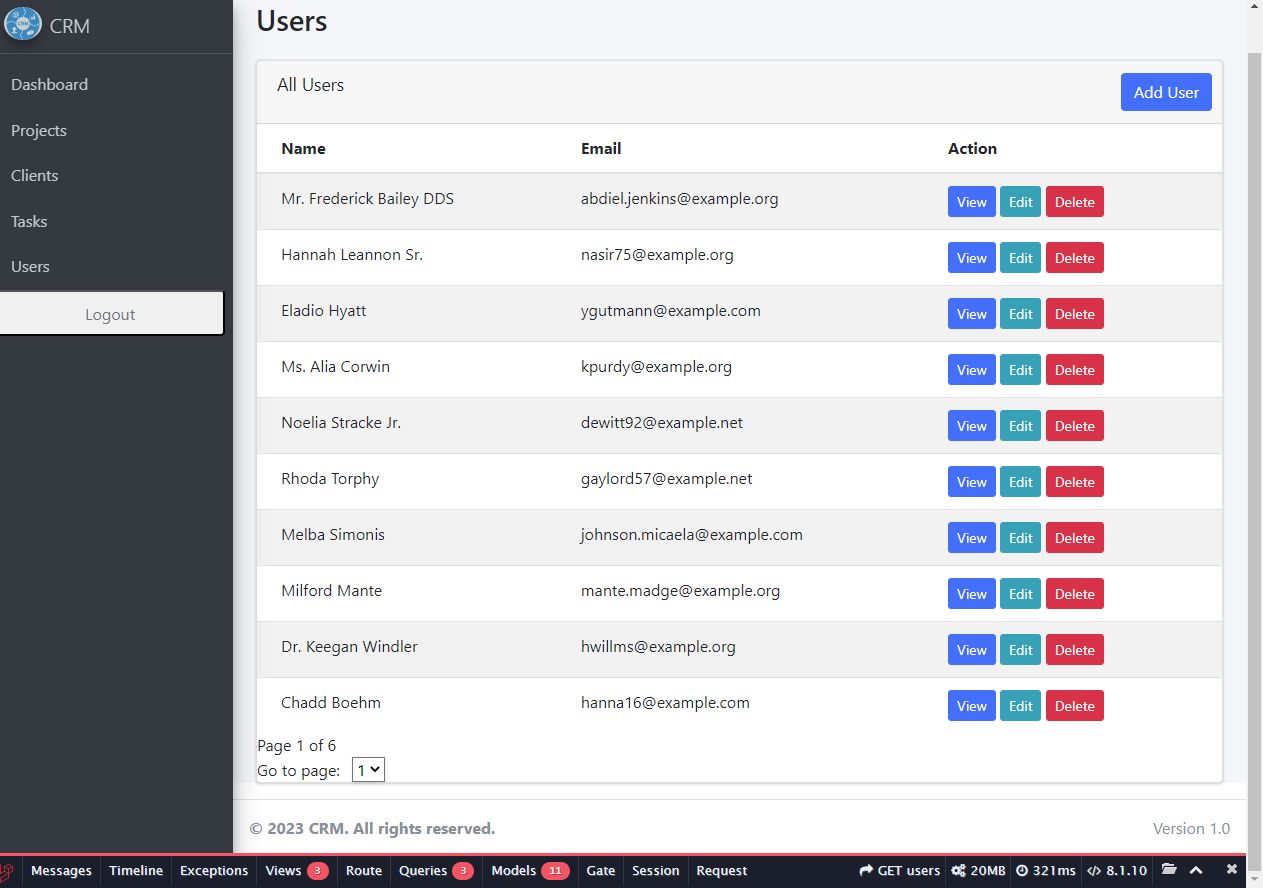 CRM
Users
Dashboard
Projects
Clients
Tasks
Users
Logout
All Users
Add User
Name Email Action
Mr. Frederick Bailey DDS abdiel.jenkins@example.org View Edit Delete
Hannah Leannon Sr. nasir75@example.org View Edit Delete
Eladio Hyatt ygutmann@example.com View Edit Delete
Ms. Alia Corwin kpurdy@example.org View Edit Delete
Noelia Stracke Jr. dewitt92@example.net View Edit Delete
Rhoda Torphy gaylord57@example.net View Edit Delete
Melba Simonis johnson.micaela@example.com View Edit Delete
Milford Mante mante.madge@example.org View Edit Delete
Dr. Keegan Windler hwillms@example.org View Edit Delete
Chadd Boehm hanna16@example.com View Edit Delete
Page 1 of 6
Go to page: 1
© 2023 CRM. All rights reserved. Version 1.0
Messages Timeline Exceptions Views 3 Route Queries 3 Models 11 Gate Session Request GET users 20MB 321ms 8.1.10